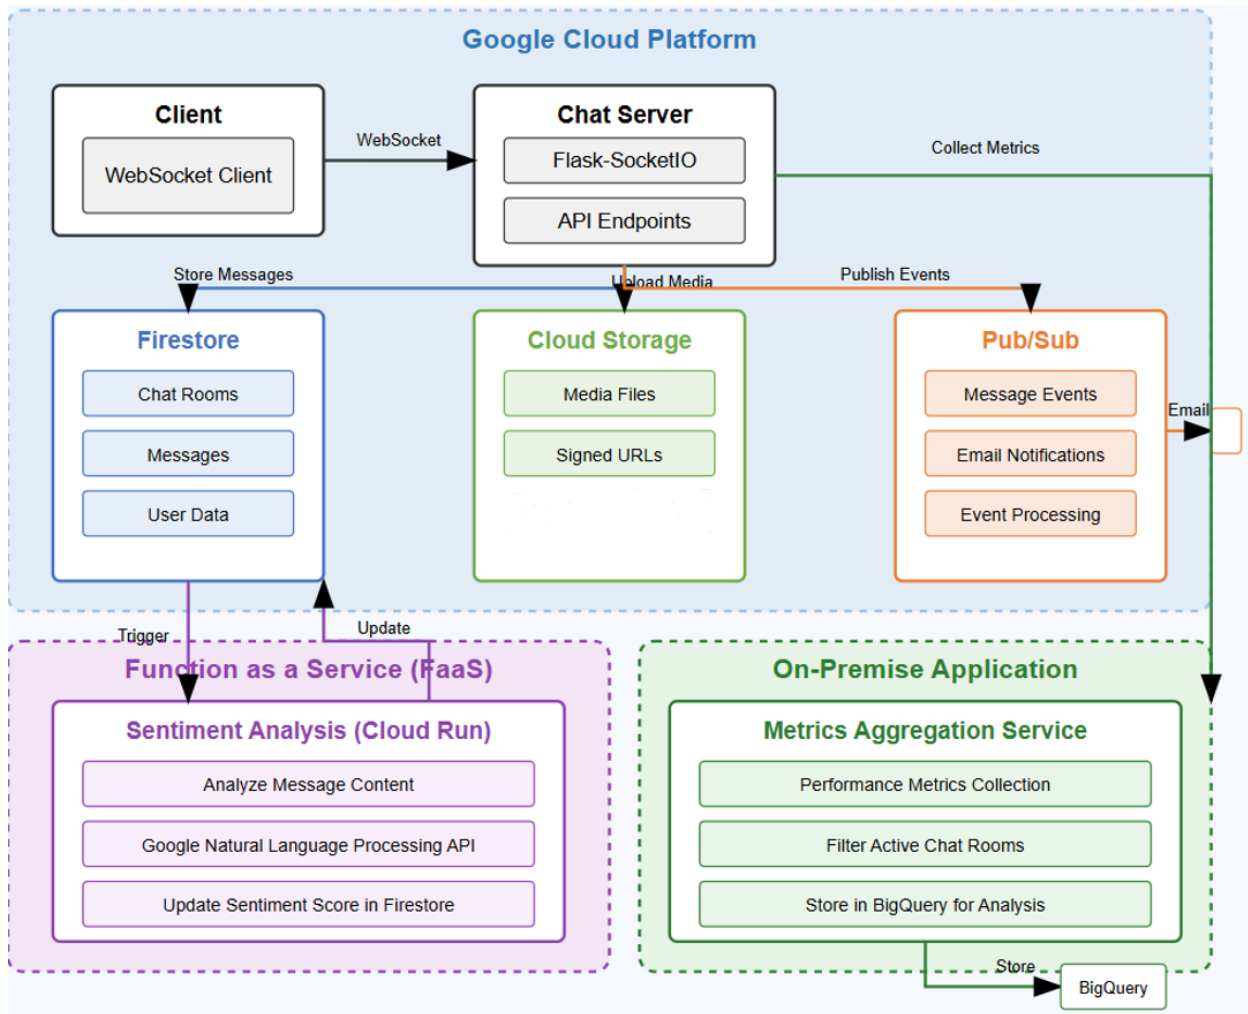 Google Cloud Platform
Client
WebSocket Client
WebSocket
Chat Server
Flask-SocketIO
API Endpoints
Collect Metrics
Store Messages
Upload Media
Publish Events
Firestore
Chat Rooms
Messages
User Data
Cloud Storage
Media Files
Signed URLs
Pub/Sub
Message Events
Email Notifications
Event Processing
Email
Trigger
Update
Function as a Service (FaaS)
Sentiment Analysis (Cloud Run)
Analyze Message Content
Google Natural Language Processing API
Update Sentiment Score in Firestore
On-Premise Application
Metrics Aggregation Service
Performance Metrics Collection
Filter Active Chat Rooms
Store in BigQuery for Analysis
Store
BigQuery